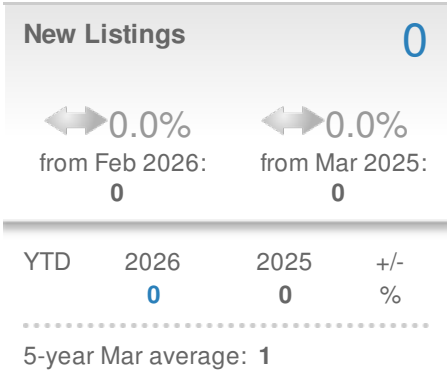 New Listings 0
0.0% 0.0%
from Feb 2026: from Mar 2025:
0 0
YTD 2026 2025 +/-
0 0 %
5-year Mar average: 1